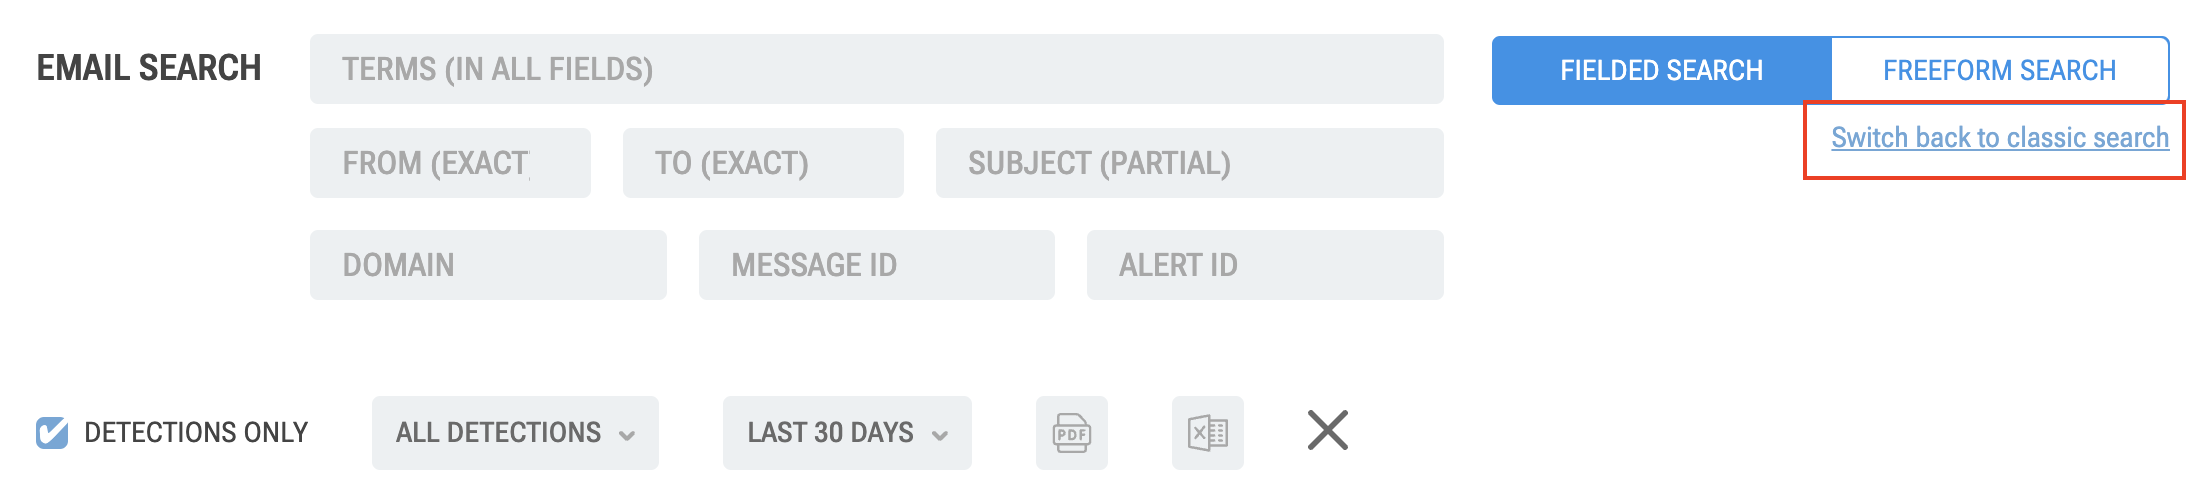 EMAIL SEARCH
TERMS (IN ALL FIELDS)
FIELDED SEARCH
FREEFORM SEARCH
Switch back to classic search
FROM (EXACT
TO (EXACT)
SUBJECT (PARTIAL)
DOMAIN
MESSAGE ID
ALERT ID
DETECTIONS ONLY
ALL DETECTIONS
LAST 30 DAYS
PDF
X